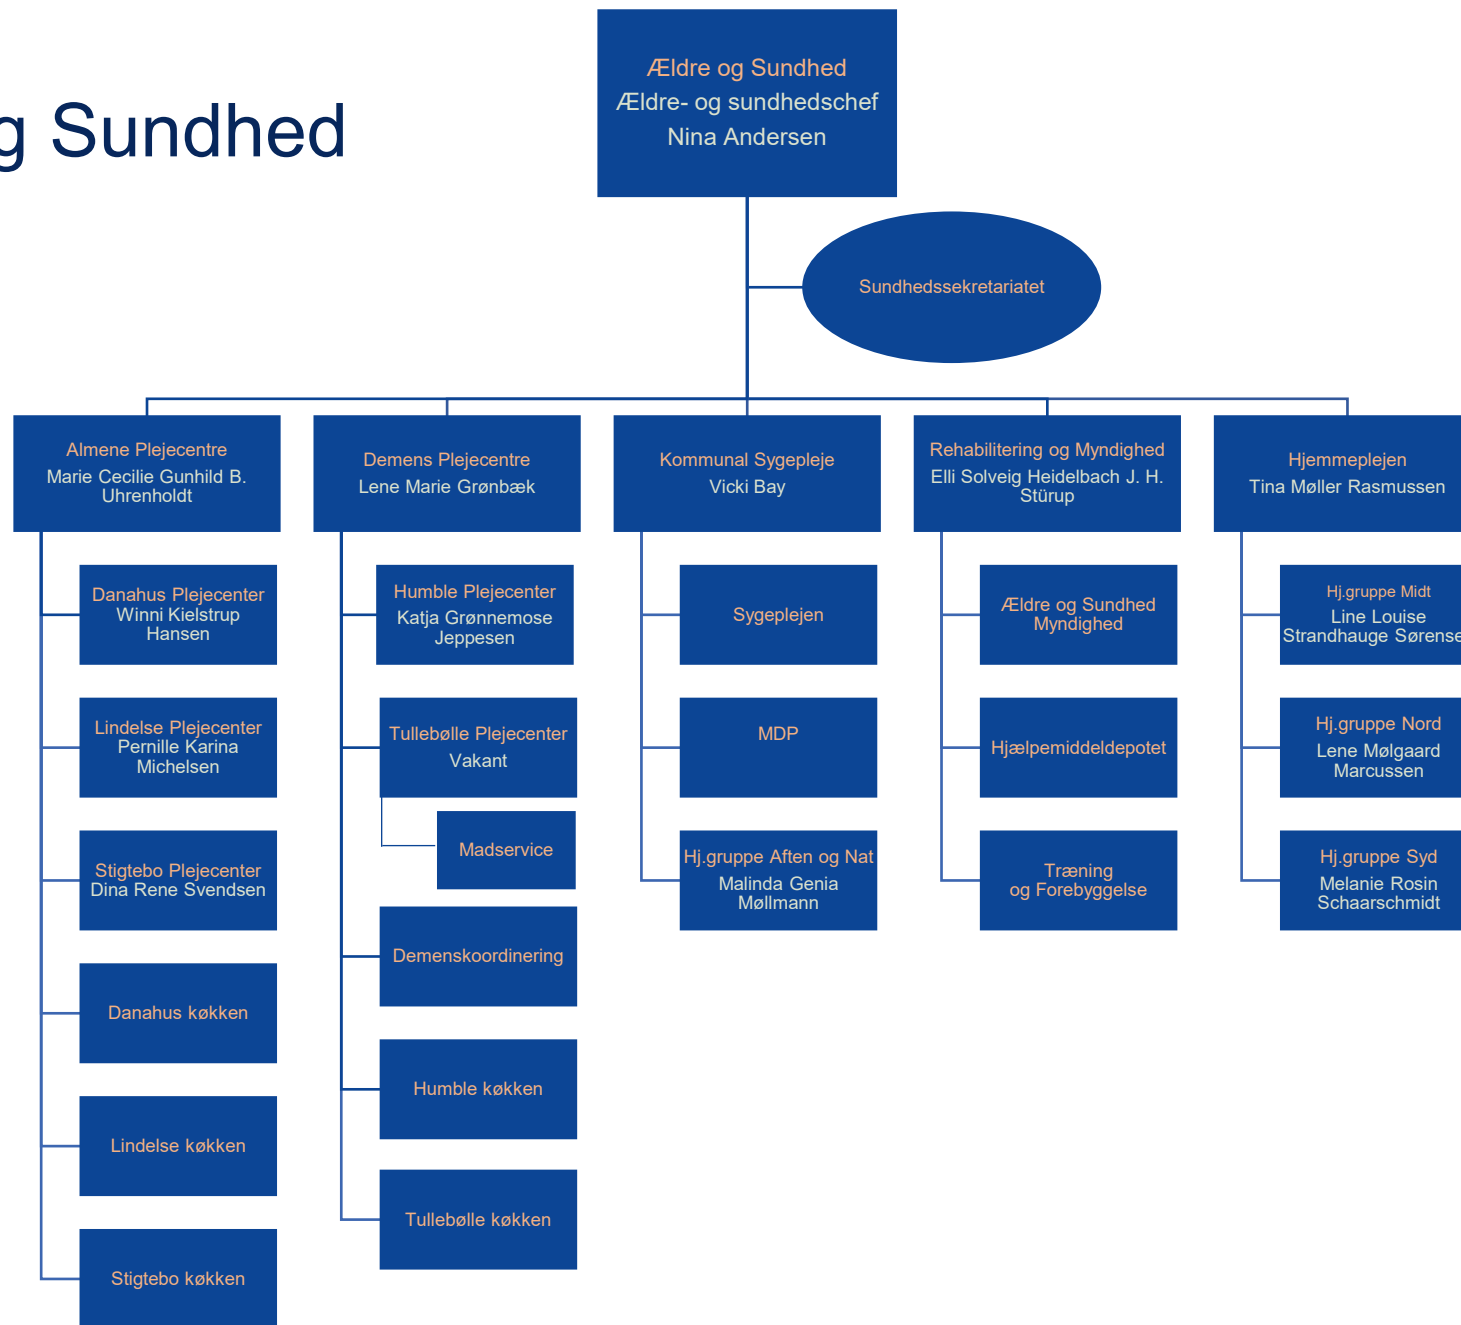 g Sundhed
Ældre og Sundhed
Ældre- og sundhedschef
Nina Andersen
Sundhedssekretariatet
Almene Plejecentre
Marie Cecilie Gunhild B.
Uhrenholdt
Demens Plejecentre
Lene Marie Grønbæk
Kommunal Sygepleje
Vicki Bay
Rehabilitering og Myndighed
Elli Solveig Heidelbach J. H.
Stürup
Hjemmeplejen
Tina Møller Rasmussen
Danahus Plejecenter
Winni Kielstrup
Hansen
Lindelse Plejecenter
Pernille Karina
Michelsen
Stigtebo Plejecenter
Dina Rene Svendsen
Danahus køkken
Lindelse køkken
Stigtebo køkken
Humble Plejecenter
Katja Grønnemose
Jeppesen
Tullebølle Plejecenter
Vakant
Madservice
Demenskoordinering
Humble køkken
Tullebølle køkken
Sygeplejen
MDP
Hj.gruppe Aften og Nat
Malinda Genia
Møllmann
Ældre og Sundhed
Myndighed
Hjælpemiddeldepotet
Træning
og Forebyggelse
Hj.gruppe Midt
Line Louise
Strandhauge Sørense
Hj.gruppe Nord
Lene Mølgaard
Marcussen
Hj.gruppe Syd
Melanie Rosin
Schaarschmidt